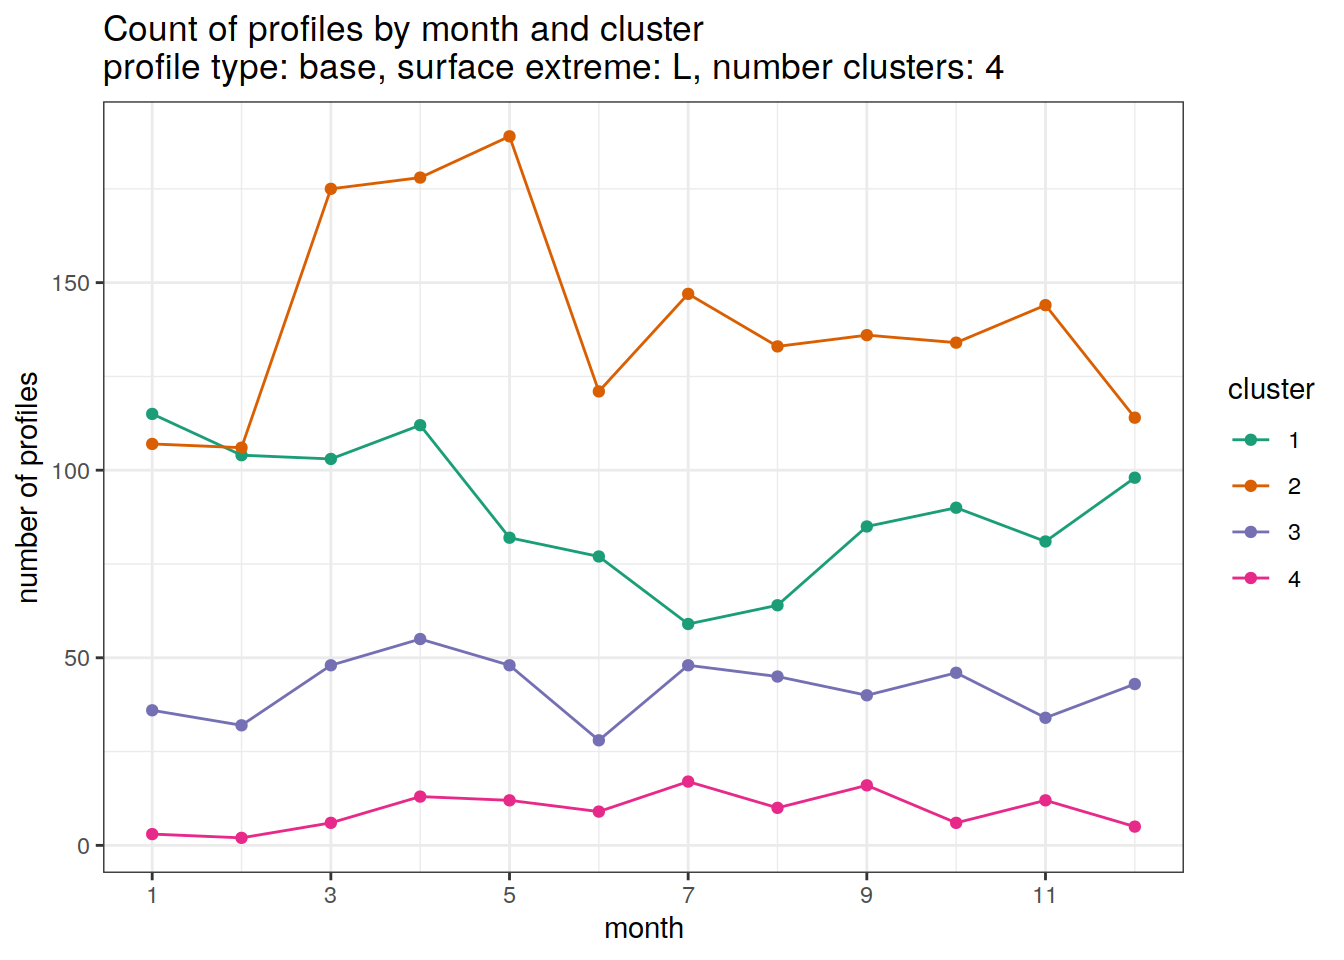 Count of profiles by month and cluster
profile type: base, surface extreme: L, number clusters: 4
number of profiles
150
100
50
0
1 3 5 7 9 11
month
cluster
1
2
3
4